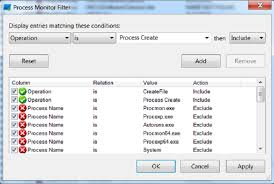 Process Monitor Filter
Display entries matching these conditions:
Operation is Process Create then Include
Reset Add Remove
Column Relation Value Action
Operation is CreateFile Include
Operation is Process Create Include
Process Name is Procmon.exe Exclude
Process Name is Procexp.exe Exclude
Process Name is Autoruns.exe Exclude
Process Name is Procmon64.exe Exclude
Process Name is Procexp64.exe Exclude
Process Name is System Exclude
OK Cancel Apply